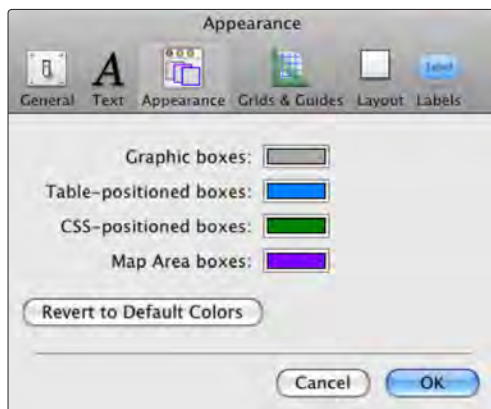 Appearance
General Text Appearance Grids & Guides Layout Labels
Label
Graphic boxes:
Table-positioned boxes:
CSS-positioned boxes:
Map Area boxes:
Revert to Default Colors
Cancel OK